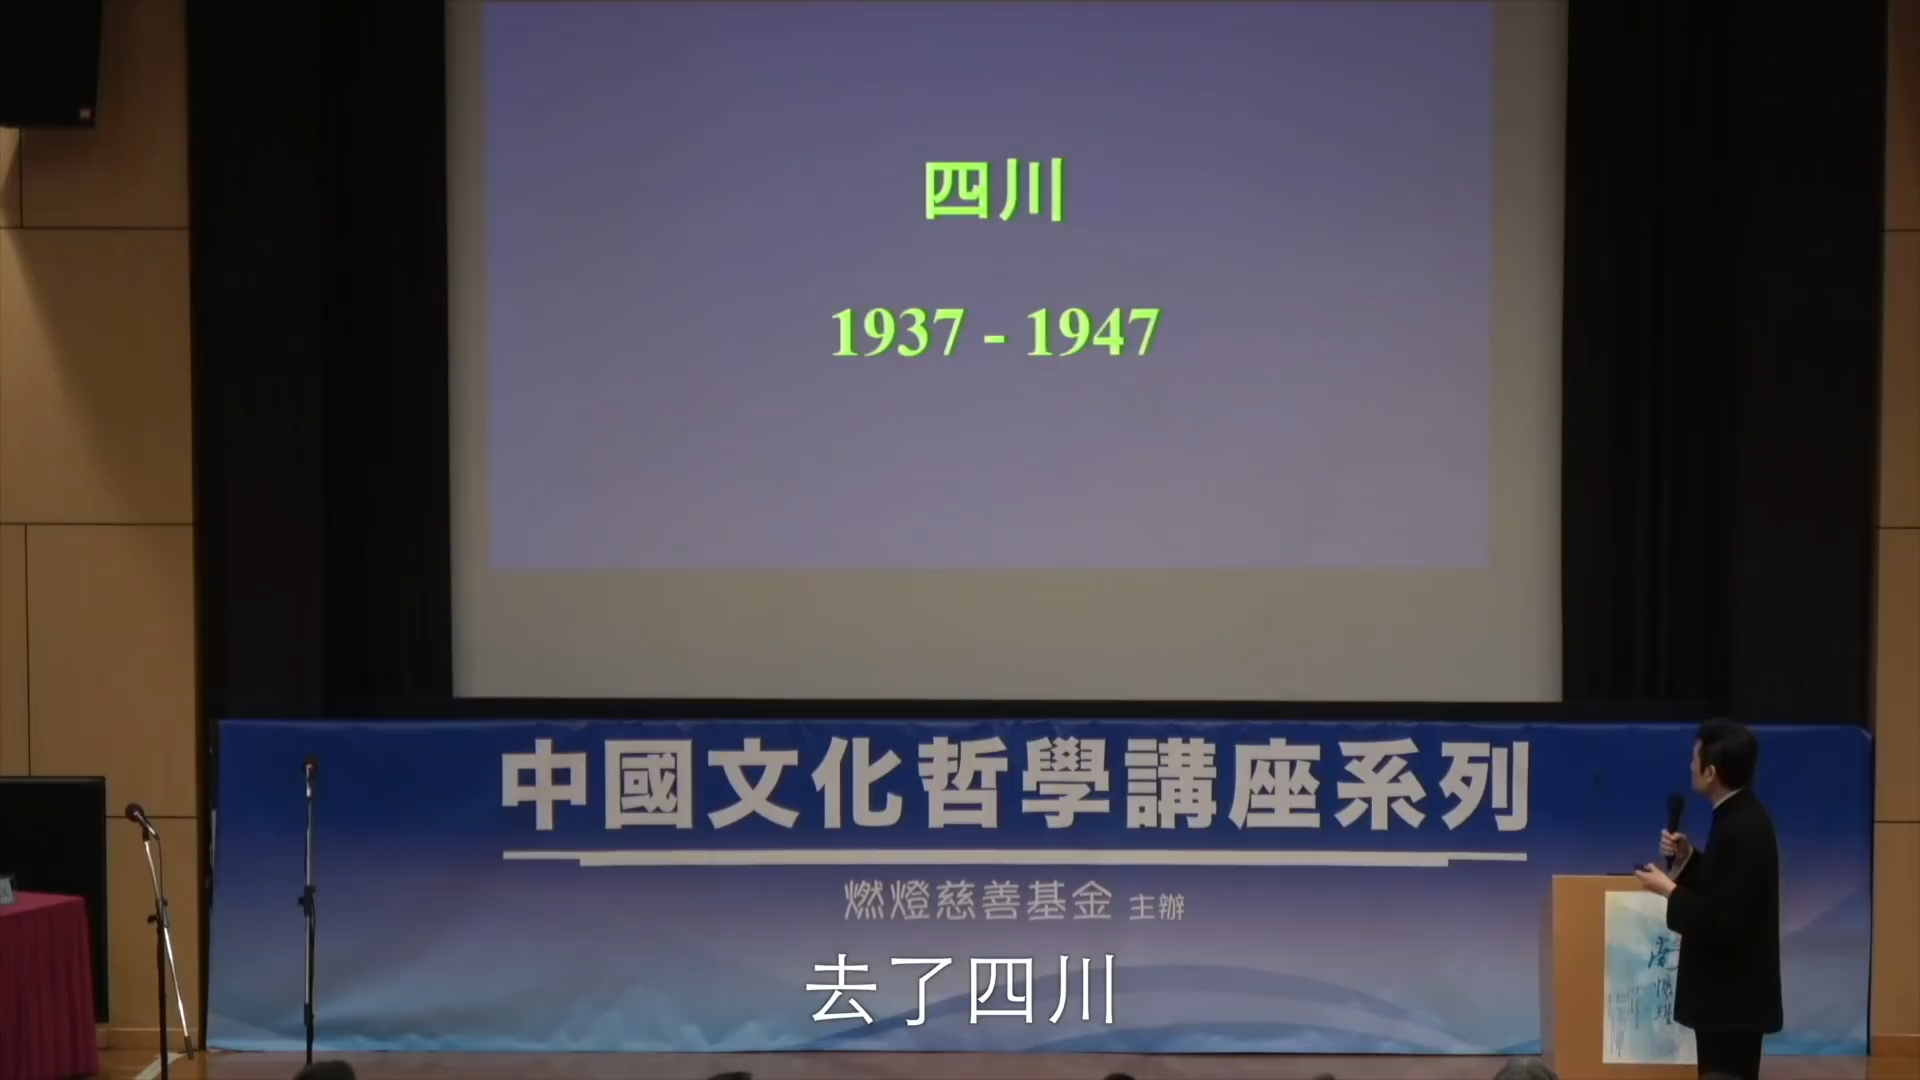 四川
1937 - 1947
中國文化哲學講座系列
燃燈慈善基金 主辦
去了四川